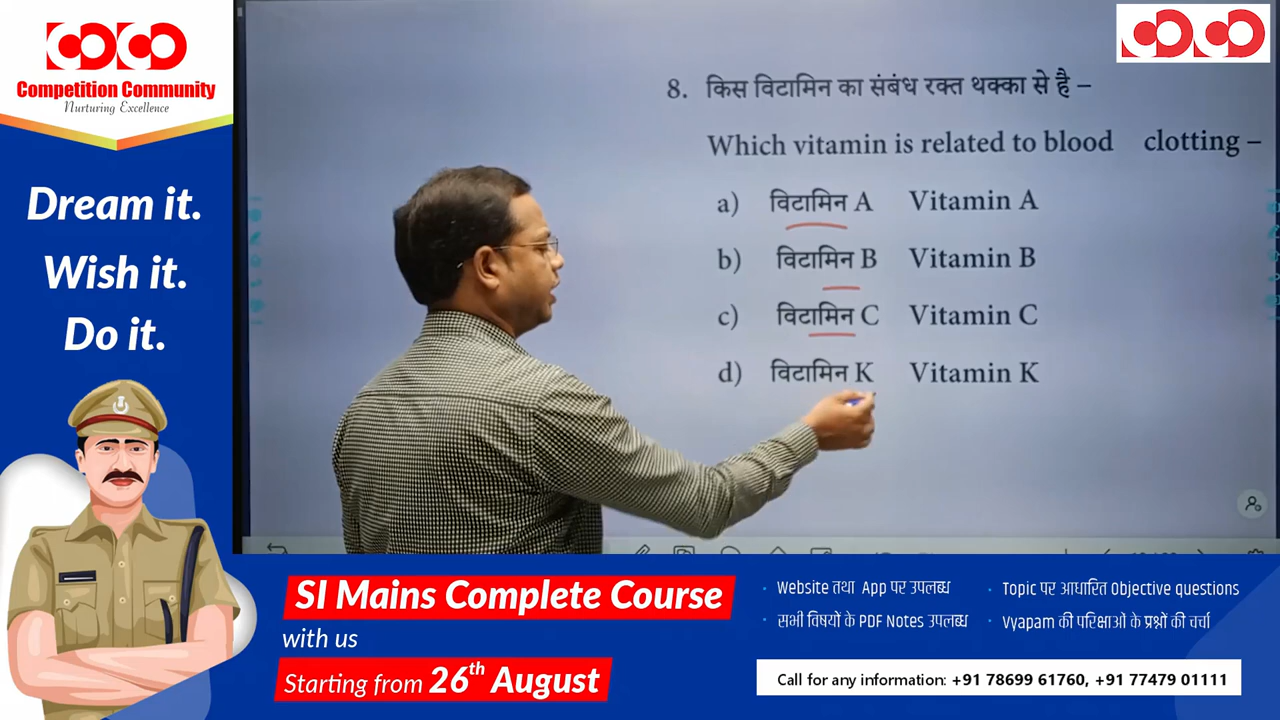 Competition Community
Nurturing Excellence
Dream it.
Wish it.
Do it.
8. किस विटामिन का संबंध रक्त थक्का से है –
Which vitamin is related to blood clotting –
a) विटामिन A Vitamin A
b) विटामिन B Vitamin B
c) विटामिन C Vitamin C
d) विटामिन K Vitamin K
SI Mains Complete Course
with us
Starting from 26th August
· Website तथा App पर उपलब्ध
· सभी विषयों के PDF Notes उपलब्ध
· Topic पर आधारित Objective questions
· Vyapam की परिक्षाओं के प्रश्नों की चर्चा
Call for any information: +91 78699 61760, +91 77479 01111